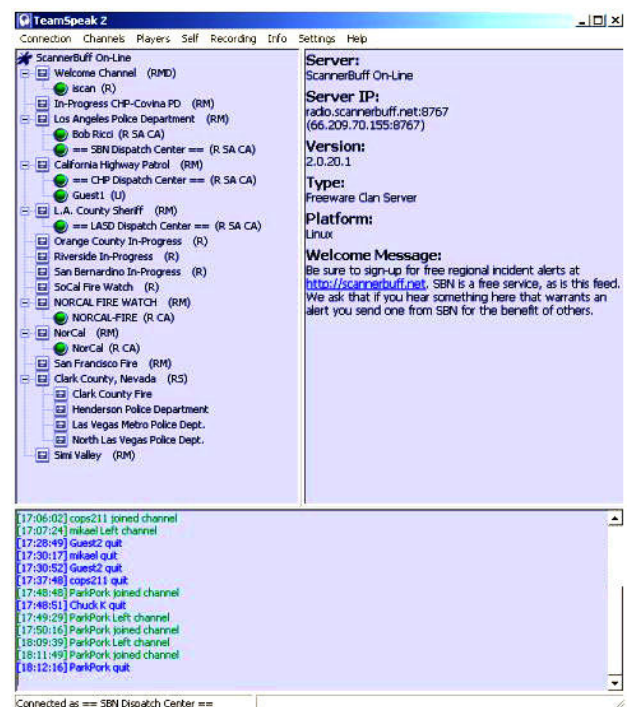 TeamSpeak 2
Connection Channels Players Self Recording Info Settings Help
ScannerBuff On-Line
Welcome Channel (RMD)
iscan (R)
In-Progress CHP-Covina PD (RM)
Los Angeles Police Department (RM)
Bob Ricci (R SA CA)
== SBN Dispatch Center == (R SA CA)
California Highway Patrol (RM)
== CHP Dispatch Center == (R SA CA)
Guest1 (U)
L.A. County Sheriff (RM)
== LASD Dispatch Center == (R SA CA)
Orange County In-Progress (R)
Riverside In-Progress (R)
San Bernardino In-Progress (R)
SoCal Fire Watch (R)
NORCAL FIRE WATCH (RM)
NORCAL-FIRE (R CA)
NorCal (RM)
NorCal (R CA)
San Francisco Fire (RM)
Clark County, Nevada (RS)
Clark County Fire
Henderson Police Department
Las Vegas Metro Police Dept.
North Las Vegas Police Dept.
Simi Valley (RM)
Server:
ScannerBuff On-Line
Server IP:
radio.scannerbuff.net:8767
(66.209.70.155:8767)
Version:
2.0.20.1
Type:
Freeware Clan Server
Platform:
Linux
Welcome Message:
Be sure to sign-up for free regional incident alerts at
http://scannerbuff.net. SBN is a free service, as is this feed.
We ask that if you hear something here that warrants an
alert you send one from SBN for the benefit of others.
[17:06:02] cops211 joined channel
[17:07:24] mikael Left channel
[17:28:49] Guest2 quit
[17:30:17] mikael quit
[17:30:52] Guest2 quit
[17:37:48] cops211 quit
[17:48:48] ParkPork joined channel
[17:48:51] Chuck K quit
[17:49:29] ParkPork Left channel
[17:50:16] ParkPork joined channel
[18:09:39] ParkPork Left channel
[18:11:49] ParkPork joined channel
[18:12:16] ParkPork quit
Connected as == SBN Dispatch Center ==